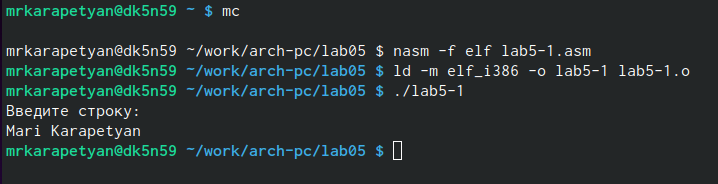 mrkarapetyan@dk5n59 ~ $ mc
mrkarapetyan@dk5n59 ~/work/arch-pc/lab05 $ nasm -f elf lab5-1.asm
mrkarapetyan@dk5n59 ~/work/arch-pc/lab05 $ ld -m elf_i386 -o lab5-1 lab5-1.o
mrkarapetyan@dk5n59 ~/work/arch-pc/lab05 $ ./lab5-1
Введите строку:
Mari Karapetyan
mrkarapetyan@dk5n59 ~/work/arch-pc/lab05 $